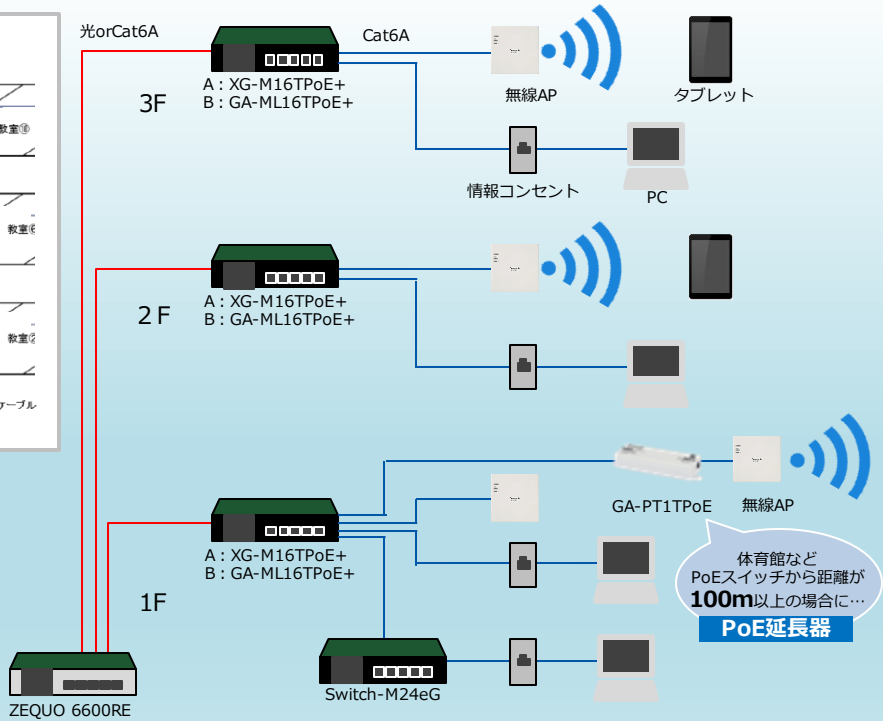 光orCat6A
Cat6A
3F
A : XG-M16TPoE+
B : GA-ML16TPoE+
無線AP
タブレット
情報コンセント
PC
教室⑩
2 F
A : XG-M16TPoE+
B : GA-ML16TPoE+
教室⑥
教室②
ケーブル
1F
A : XG-M16TPoE+
B : GA-ML16TPoE+
GA-PT1TPoE
無線AP
体育館など
PoEスイッチから距離が
100m以上の場合に…
PoE延長器
Switch-M24eG
ZEQUO 6600RE